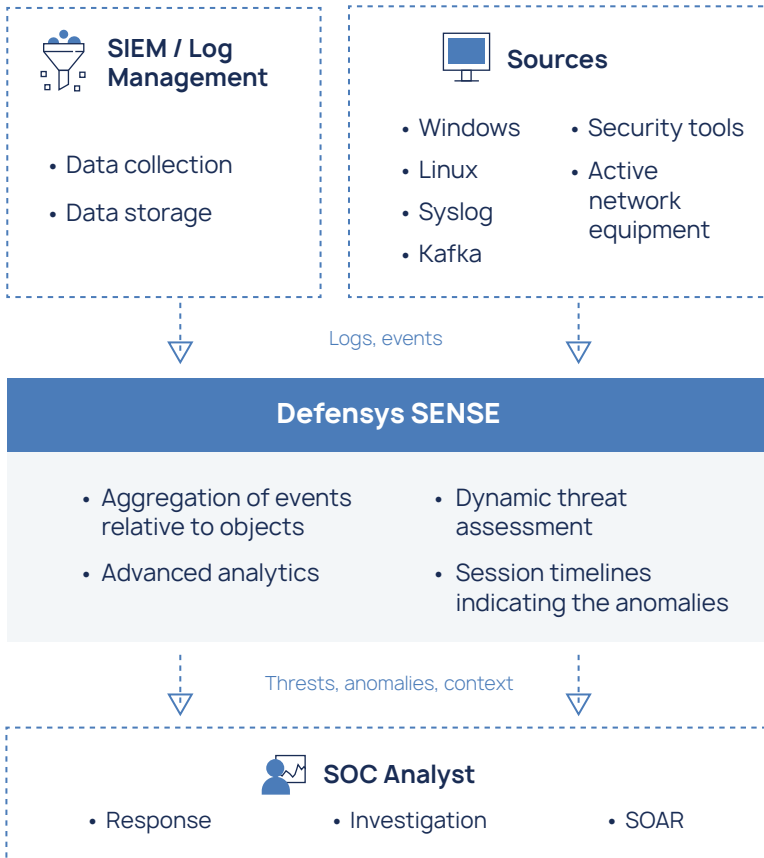 SIEM / Log
Management
• Data collection
• Data storage
Sources
• Windows
• Linux
• Syslog
• Kafka
• Security tools
• Active
network
equipment
Logs, events
Defensys SENSE
• Aggregation of events
relative to objects
• Advanced analytics
• Dynamic threat
assessment
• Session timelines
indicating the anomalies
Thrests, anomalies, context
SOC Analyst
• Response
• Investigation
• SOAR